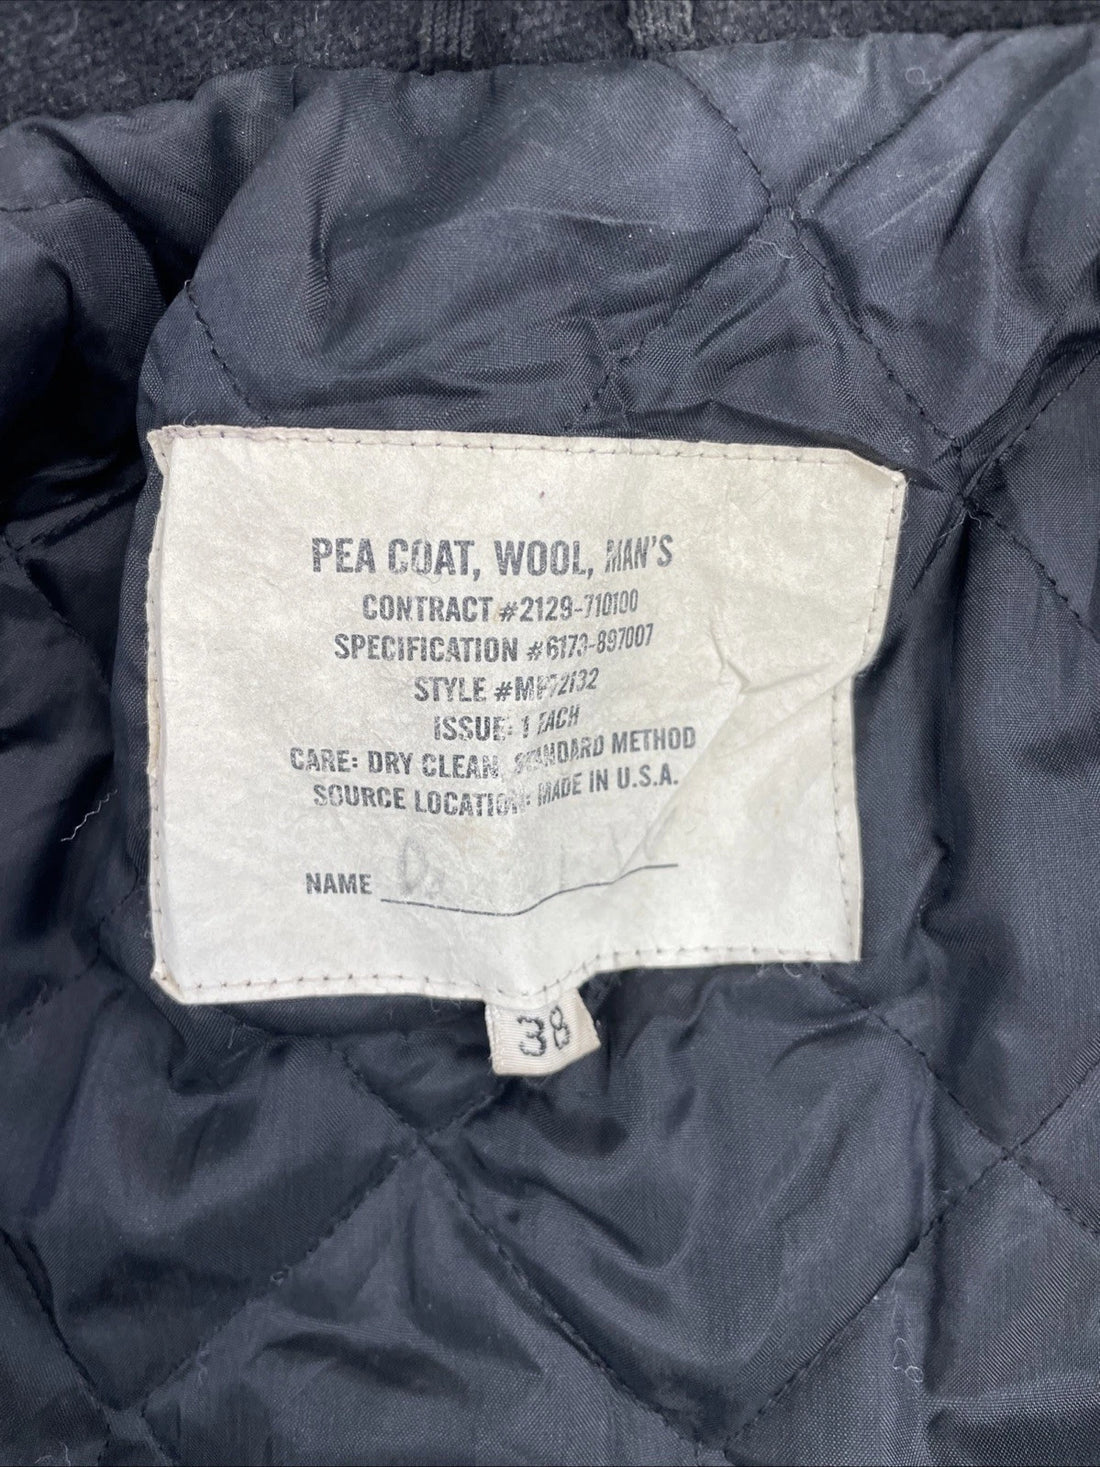 PEA COAT, WOOL, MAN'S
CONTRACT #2129-710100
SPECIFICATION #6173-897007
STYLE #MP72132
ISSUE: 1 EACH
CARE: DRY CLEAN, STANDARD METHOD
SOURCE LOCATION: MADE IN U.S.A.
NAME
38